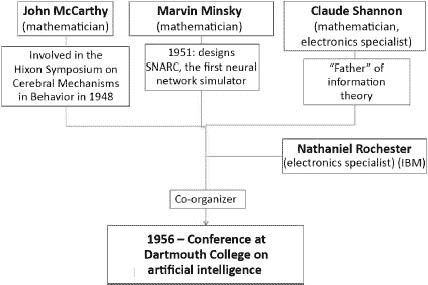 John McCarthy
(mathematician)
Involved in the
Hixon Symposium on
Cerebral Mechanisms
in Behavior in 1948
Marvin Minsky
(mathematician)
1951: designs
SNARC, the first neural
network simulator
Claude Shannon
(mathematician,
electronics specialist)
“Father” of
information
theory
Nathaniel Rochester
(electronics specialist) (IBM)
Co-organizer
1956 – Conference at
Dartmouth College on
artificial intelligence